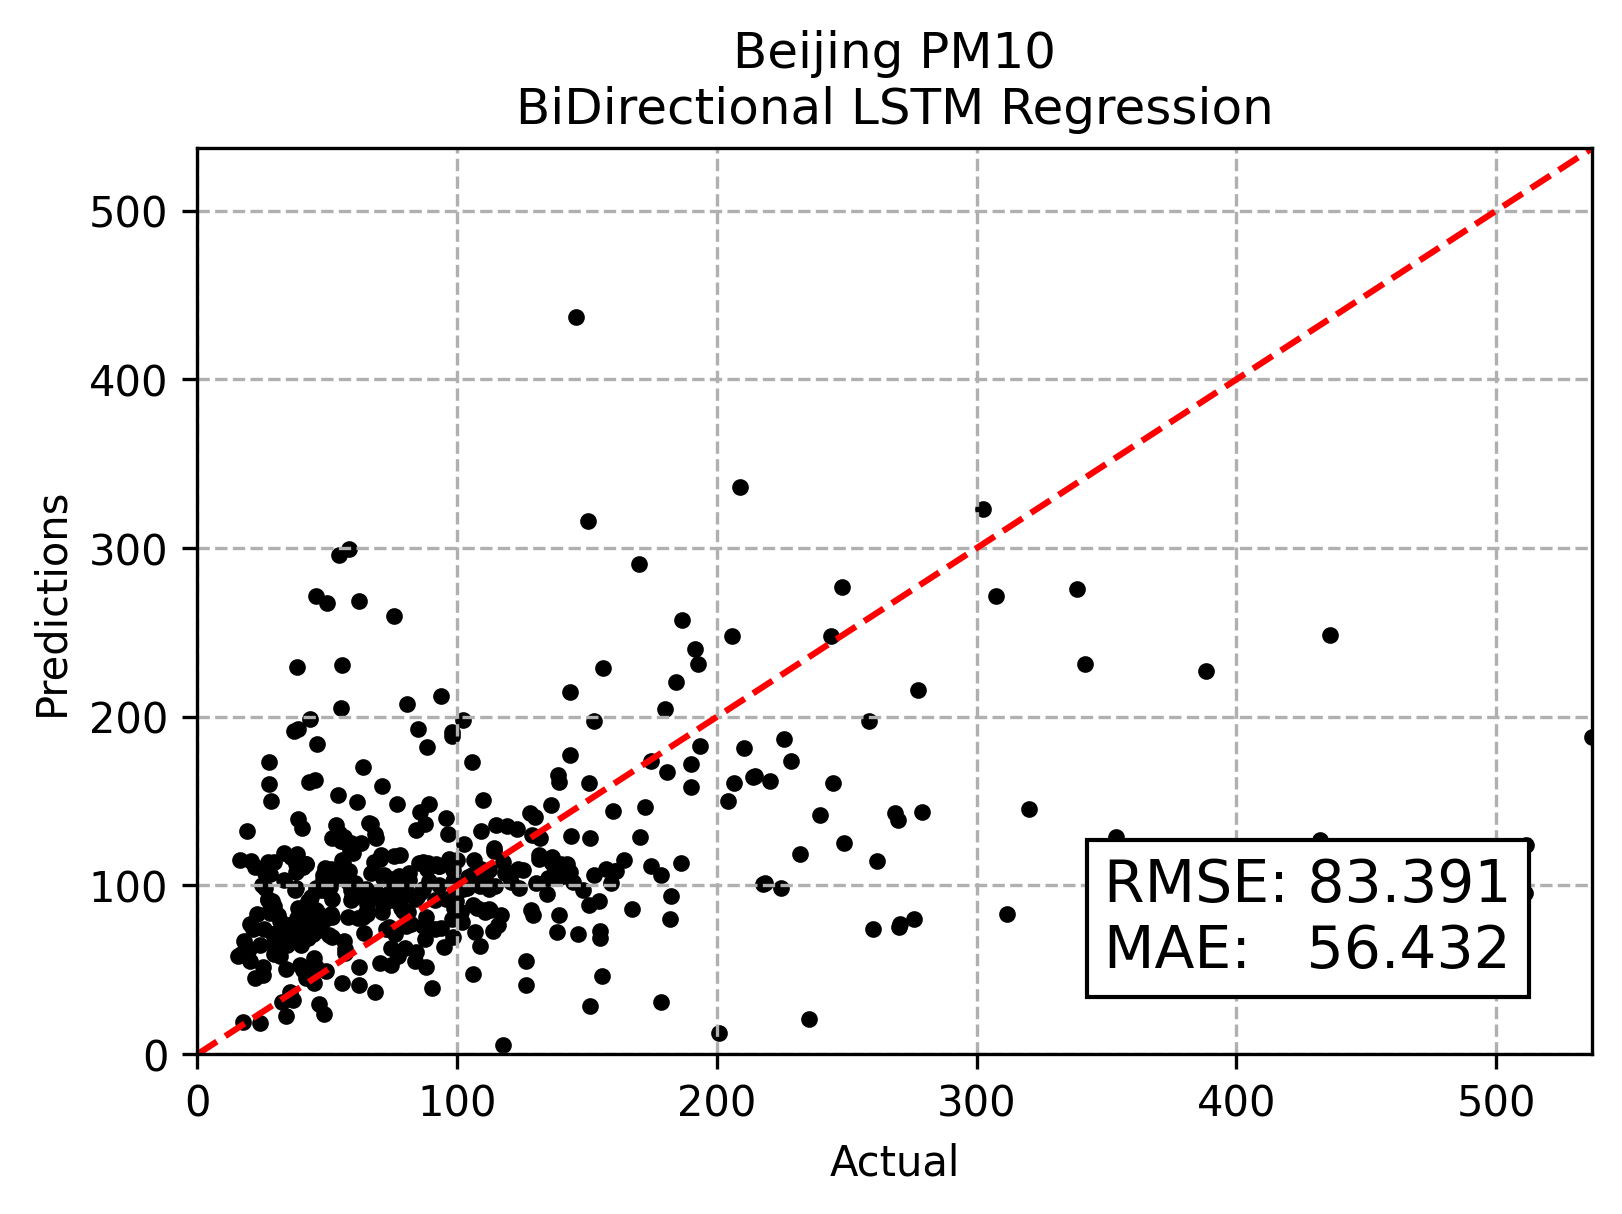 Beijing PM10
BiDirectional LSTM Regression
500
400
300
200
100
0
Predictions
RMSE: 83.391
MAE: 56.432
0 100 200 300 400 500
Actual